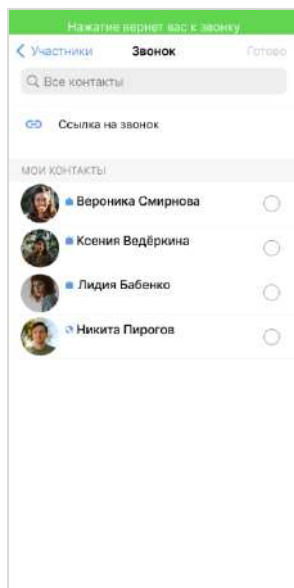 Нажатие вернет вас к звонку
Участники Звонок Готово
Все контакты
Ссылка на звонок
МОИ КОНТАКТЫ
Вероника Смирнова
Ксения Ведёркина
Лидия Бабенко
Никита Пирогов